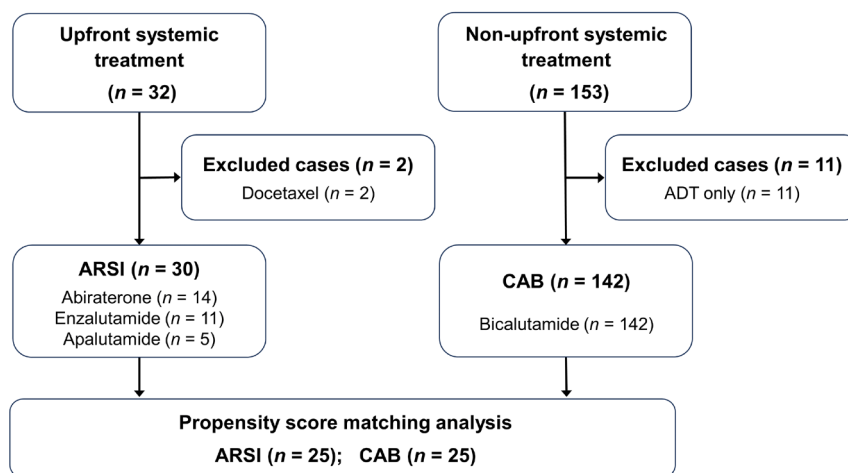 Upfront systemic
treatment
(n = 32)
Non-upfront systemic
treatment
(n = 153)
Excluded cases (n = 2)
Docetaxel (n = 2)
Excluded cases (n = 11)
ADT only (n = 11)
ARSI (n = 30)
Abiraterone (n = 14)
Enzalutamide (n = 11)
Apalutamide (n = 5)
CAB (n = 142)
Bicalutamide (n = 142)
Propensity score matching analysis
ARSI (n = 25); CAB (n = 25)